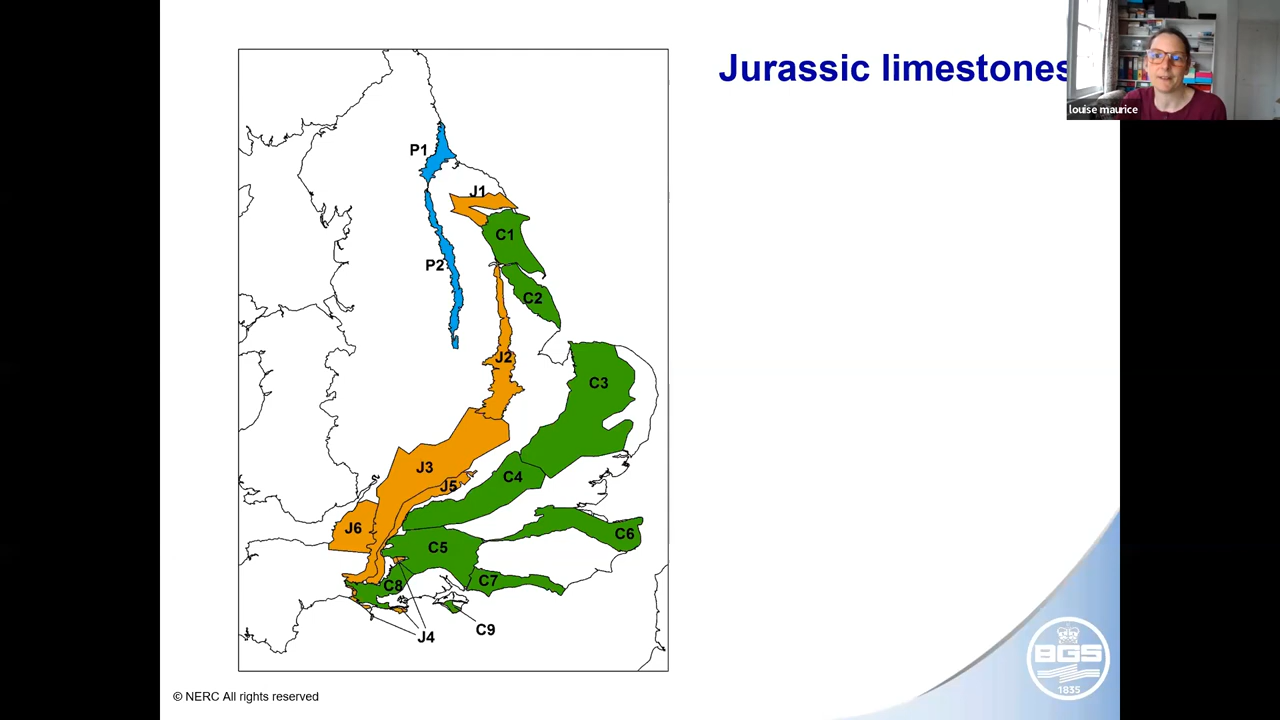 Jurassic limestones
louise maurice
P1
J1
C1
P2
C2
J2
C3
J3
C4
J5
J6
C6
C5
C7
C8
C9
J4
© NERC All rights reserved
BGS
1835